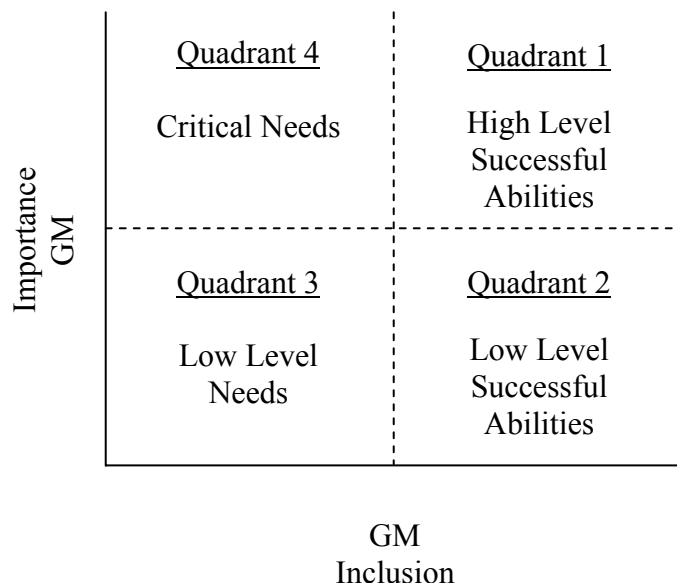 Quadrant 4
Critical Needs
Quadrant 1
High Level
Successful
Abilities
Importance
GM
Quadrant 3
Low Level
Needs
Quadrant 2
Low Level
Successful
Abilities
GM
Inclusion